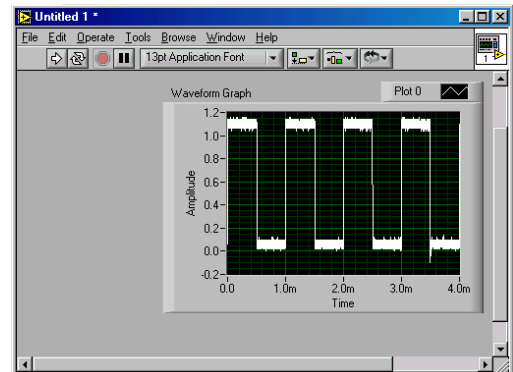 Untitled 1 *
File Edit Operate Tools Browse Window Help
13pt Application Font
1
Waveform Graph Plot 0
1.2
1.0
0.8
0.6
0.4
0.2
0.0
-0.2
Amplitude
0.0 1.0m 2.0m 3.0m 4.0m
Time